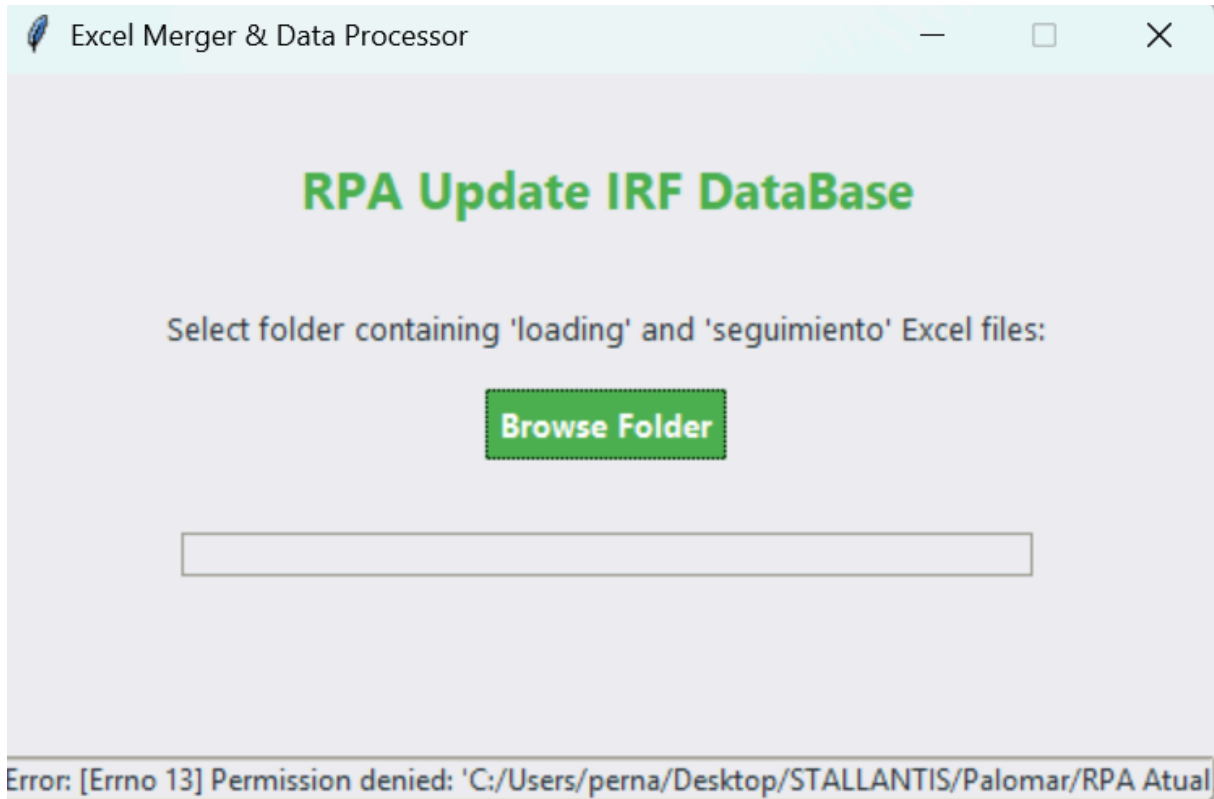 Excel Merger & Data Processor
RPA Update IRF DataBase
Select folder containing 'loading' and 'seguimiento' Excel files:
Browse Folder
Error: [Errno 13] Permission denied: 'C:/Users/perna/Desktop/STALLANTIS/Palomar/RPA Atual